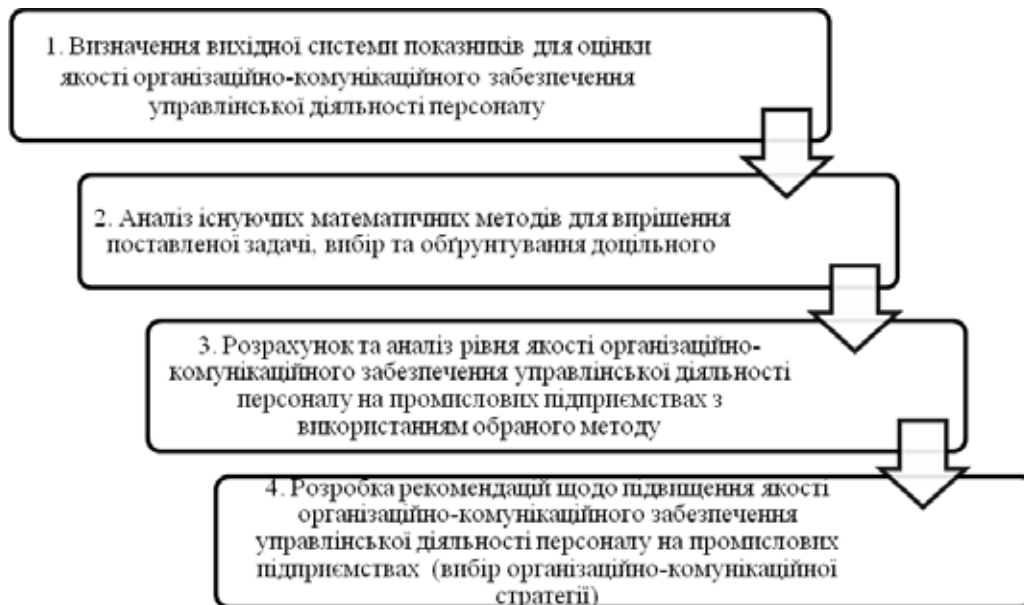 1. Визначення вихідної системи показників для оцінки
якості організаційно-комунікаційного забезпечення
управлінської діяльності персоналу
2. Аналіз існуючих математичних методів для вирішення
поставленої задачі, вибір та обґрунтування доцільного
3. Розрахунок та аналіз рівня якості організаційно-
комунікаційного забезпечення управлінської діяльності
персоналу на промислових підприємствах з
використанням обраного методу
4. Розробка рекомендацій щодо підвищення якості
організаційно-комунікаційного забезпечення
управлінської діяльності персоналу на промислових
підприємствах (вибір організаційно-комунікаційної
стратегії)